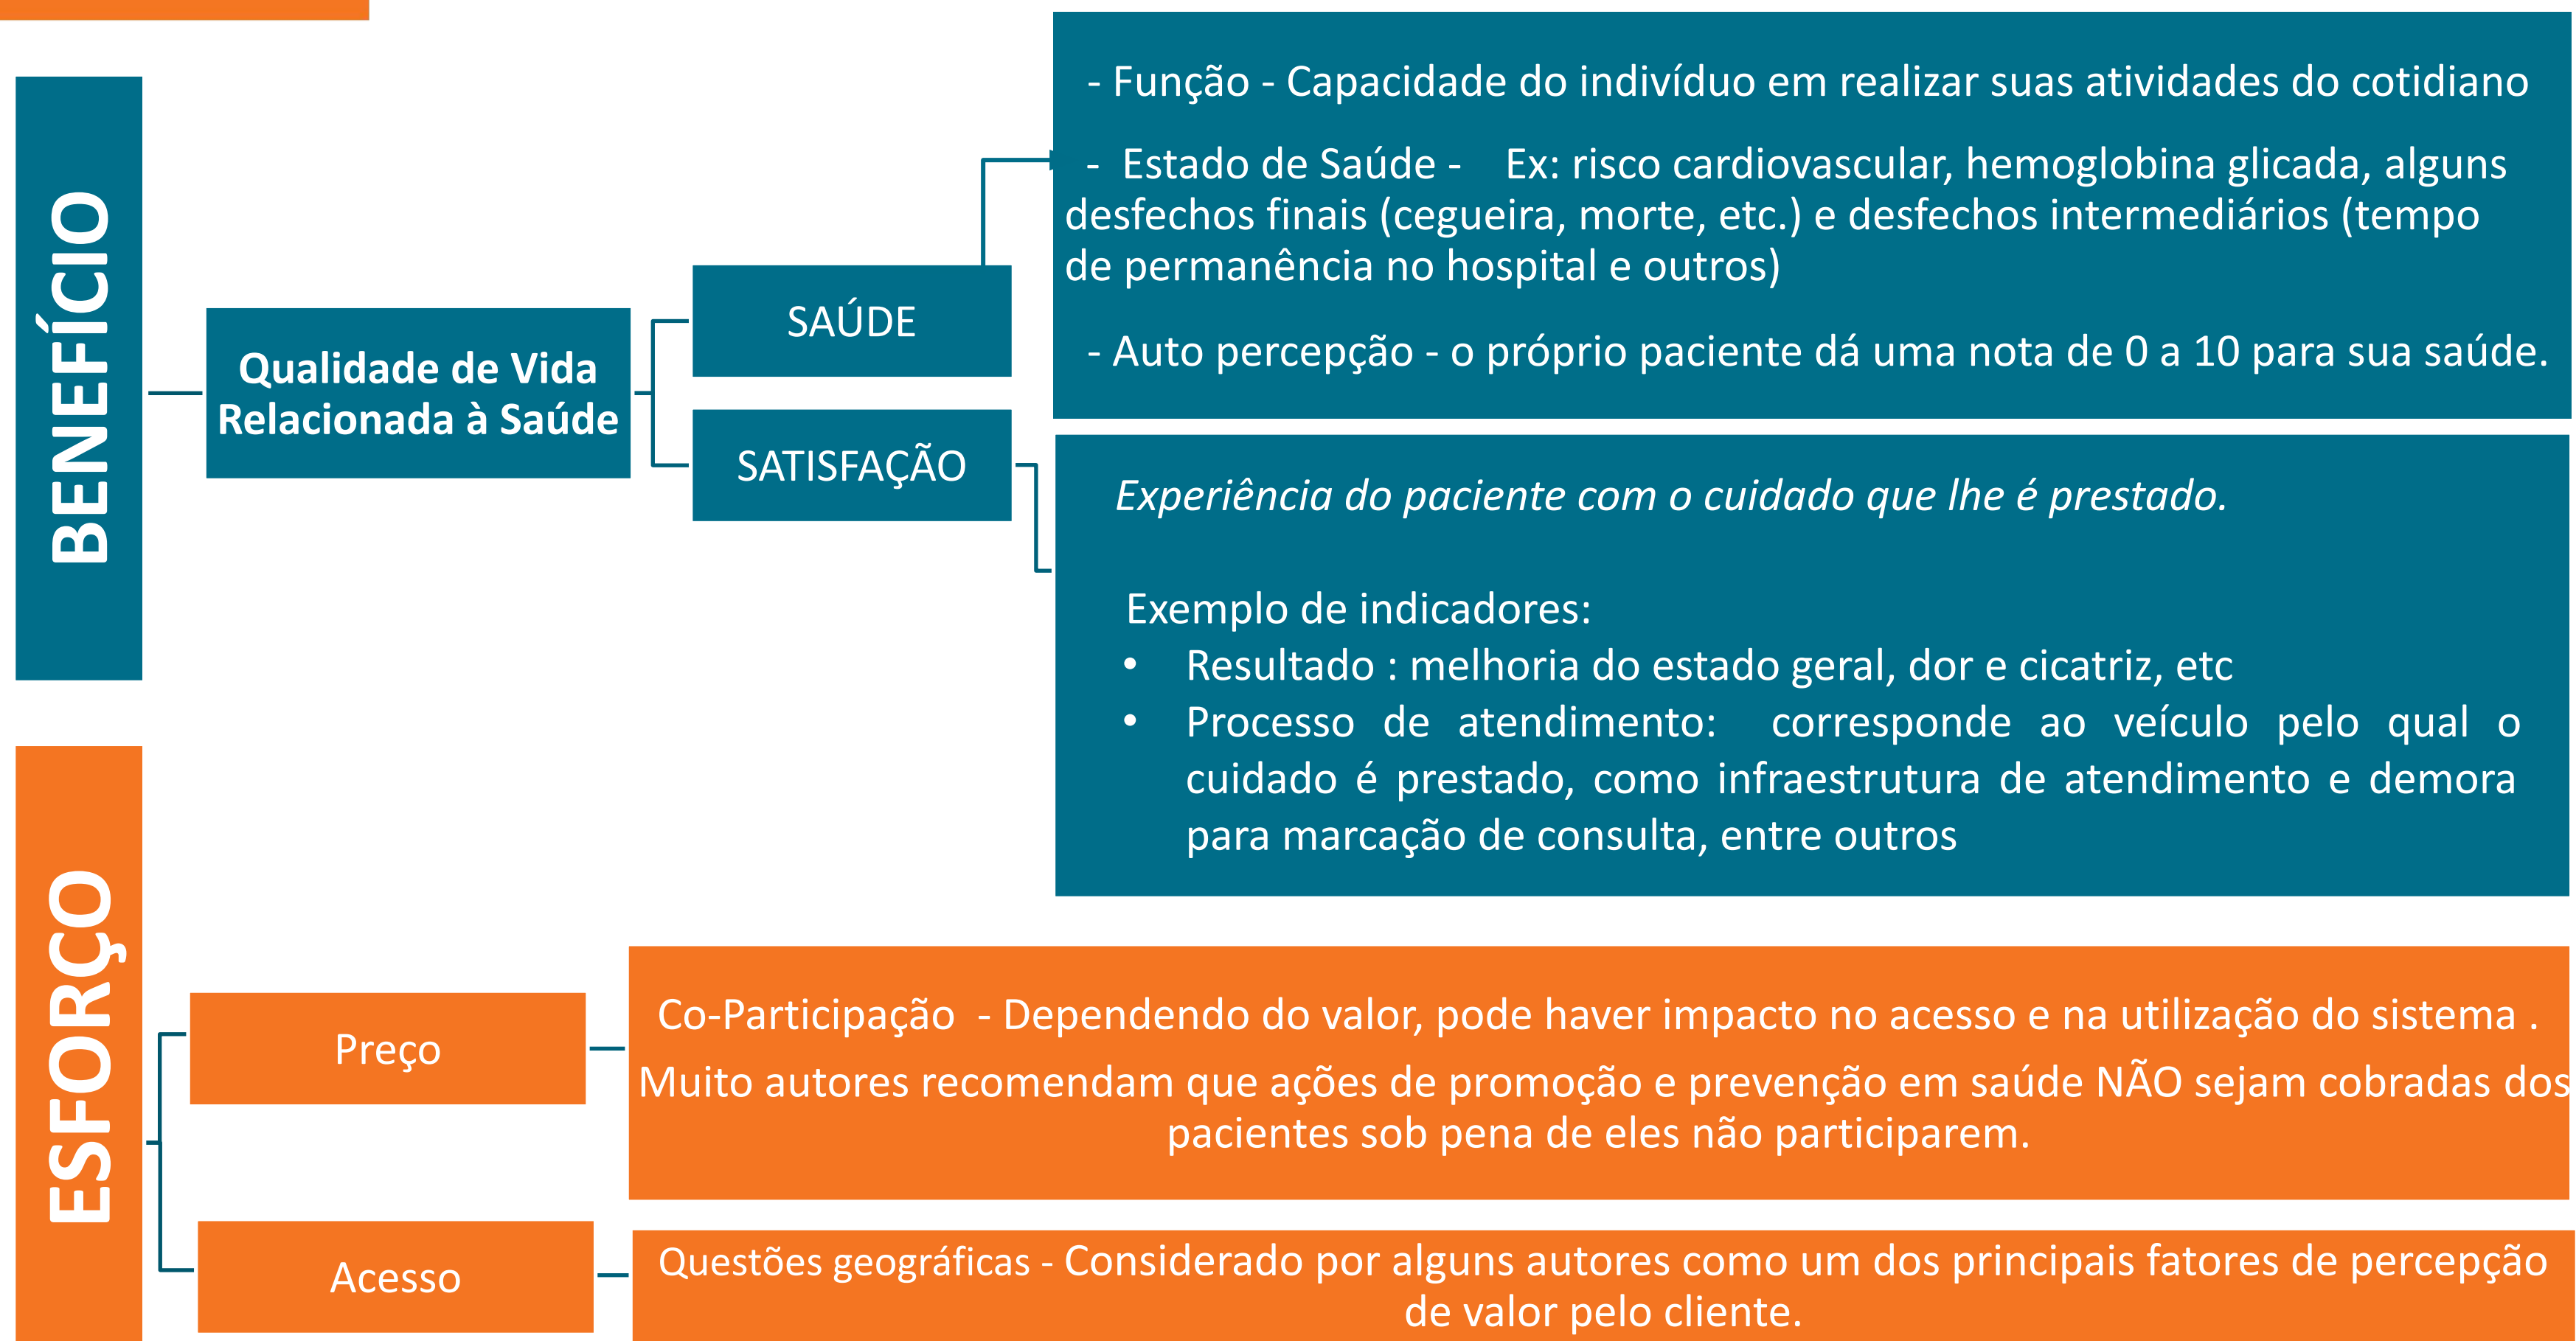 BENEFÍCIO
Qualidade de Vida
Relacionada à Saúde
SAÚDE
- Função - Capacidade do indivíduo em realizar suas atividades do cotidiano
- Estado de Saúde - Ex: risco cardiovascular, hemoglobina glicada, alguns
desfechos finais (cegueira, morte, etc.) e desfechos intermediários (tempo
de permanência no hospital e outros)
- Auto percepção - o próprio paciente dá uma nota de 0 a 10 para sua saúde.
SATISFAÇÃO
Experiência do paciente com o cuidado que lhe é prestado.
Exemplo de indicadores:
• Resultado : melhoria do estado geral, dor e cicatriz, etc
• Processo de atendimento: corresponde ao veículo pelo qual o
cuidado é prestado, como infraestrutura de atendimento e demora
para marcação de consulta, entre outros
ESFORÇO
Preço
Co-Participação - Dependendo do valor, pode haver impacto no acesso e na utilização do sistema .
Muito autores recomendam que ações de promoção e prevenção em saúde NÃO sejam cobradas dos
pacientes sob pena de eles não participarem.
Acesso
Questões geográficas - Considerado por alguns autores como um dos principais fatores de percepção
de valor pelo cliente.